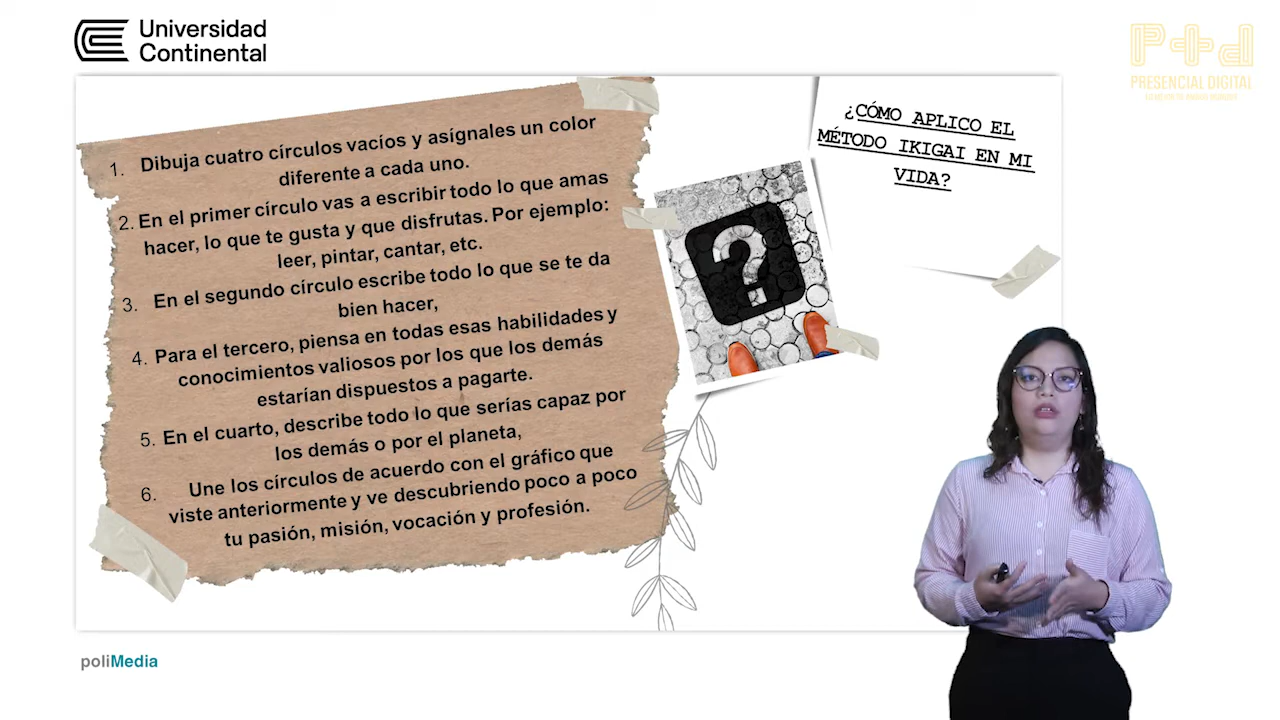 Universidad
Continental
P+d
PRESENCIAL DIGITAL
¿CÓMO APLICO EL
MÉTODO IKIGAI EN MI
VIDA?
1. Dibuja cuatro círculos vacíos y asígnales un color
diferente a cada uno.
2. En el primer círculo vas a escribir todo lo que amas
hacer, lo que te gusta y que disfrutas. Por ejemplo:
leer, pintar, cantar, etc.
3. En el segundo círculo escribe todo lo que se te da
bien hacer,
4. Para el tercero, piensa en todas esas habilidades y
conocimientos valiosos por los que los demás
estarían dispuestos a pagarte.
5. En el cuarto, describe todo lo que serías capaz por
los demás o por el planeta,
6. Une los círculos de acuerdo con el gráfico que
viste anteriormente y ve descubriendo poco a poco
tu pasión, misión, vocación y profesión.
?
poliMedia